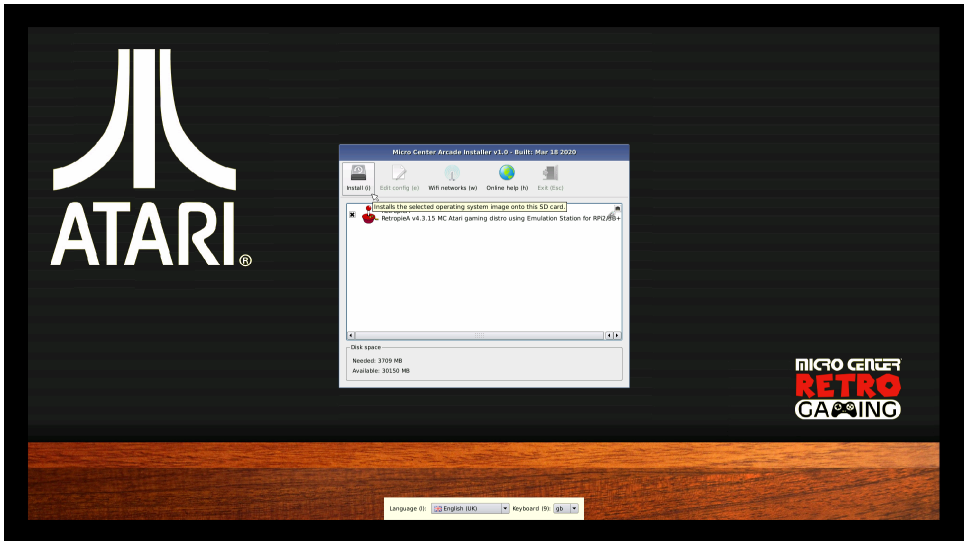 ATARI®
Micro Center Arcade Installer v1.0 - Built: Mar 18 2020
Install (i) Edit config (e) Wifi networks (w) Online help (h) Exit (Esc)
Installs the selected operating system image onto this SD card.
RetropieA v4.3.15 MC Atari gaming distro using Emulation Station for
Disk space
Needed: 3709 MB
Available: 30150 MB
MICRO CENTER
RETRO
GAMING
Language (l): English (UK) Keyboard (9): gb